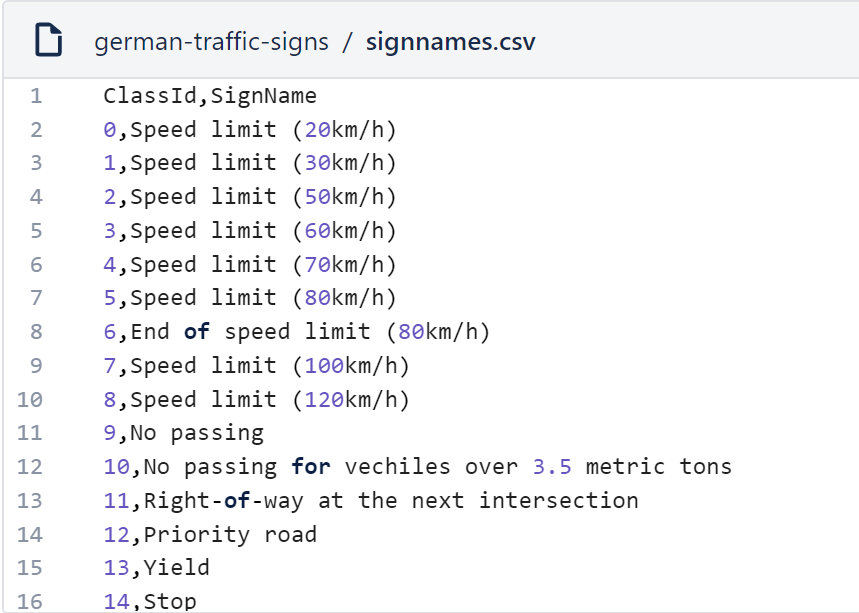 german-traffic-signs / signnames.csv
1 ClassId,SignName
2 0,Speed limit (20km/h)
3 1,Speed limit (30km/h)
4 2,Speed limit (50km/h)
5 3,Speed limit (60km/h)
6 4,Speed limit (70km/h)
7 5,Speed limit (80km/h)
8 6,End of speed limit (80km/h)
9 7,Speed limit (100km/h)
10 8,Speed limit (120km/h)
11 9,No passing
12 10,No passing for vechiles over 3.5 metric tons
13 11,Right-of-way at the next intersection
14 12,Priority road
15 13,Yield
16 14,Stop